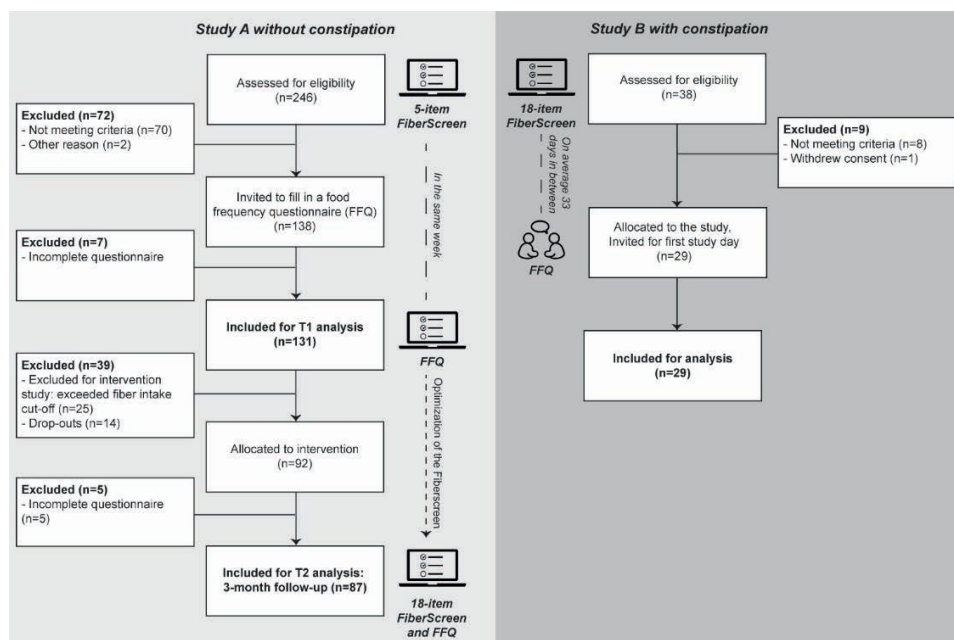 Study A without constipation
Assessed for eligibility
(n=246)
5-item
FiberScreen
Excluded (n=72)
- Not meeting criteria (n=70)
- Other reason (n=2)
In the same week
Invited to fill in a food
frequency questionnaire (FFQ)
(n=138)
Excluded (n=7)
- Incomplete questionnaire
Included for T1 analysis
(n=131)
FFQ
Excluded (n=39)
- Excluded for intervention
study: exceeded fiber intake
cut-off (n=25)
- Drop-outs (n=14)
Optimization of the Fiberscreen
Allocated to intervention
(n=92)
Excluded (n=5)
- Incomplete questionnaire
(n=5)
Included for T2 analysis:
3-month follow-up (n=87)
18-item
FiberScreen
and FFQ
Study B with constipation
18-item
FiberScreen
Assessed for eligibility
(n=38)
Excluded (n=9)
- Not meeting criteria (n=8)
- Withdrew consent (n=1)
On average 33
days in between
FFQ
Allocated to the study,
Invited for first study day
(n=29)
Included for analysis
(n=29)